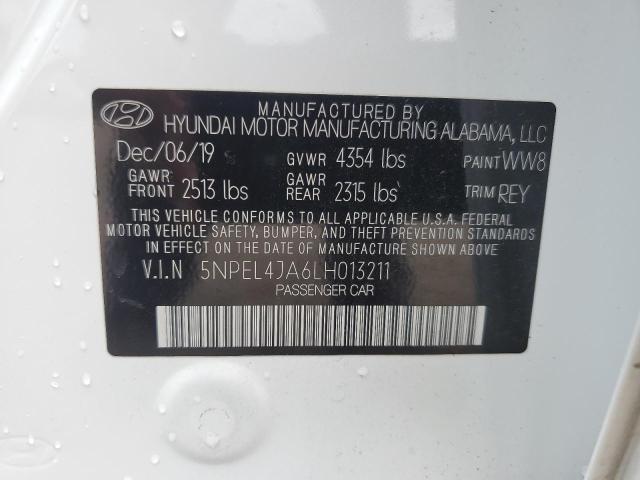 MANUFACTURED BY
HYUNDAI MOTOR MANUFACTURING ALABAMA, LLC
Dec/06/19 GVWR 4354 lbs PAINT WW8
GAWR FRONT 2513 lbs GAWR REAR 2315 lbs TRIM REY
THIS VEHICLE CONFORMS TO ALL APPLICABLE U.S.A. FEDERAL
MOTOR VEHICLE SAFETY, BUMPER, AND THEFT PREVENTION STANDARDS
IN EFFECT ON THE DATE OF MANUFACTURE SHOWN ABOVE.
V.I.N 5NPEL4JA6LH013211
PASSENGER CAR